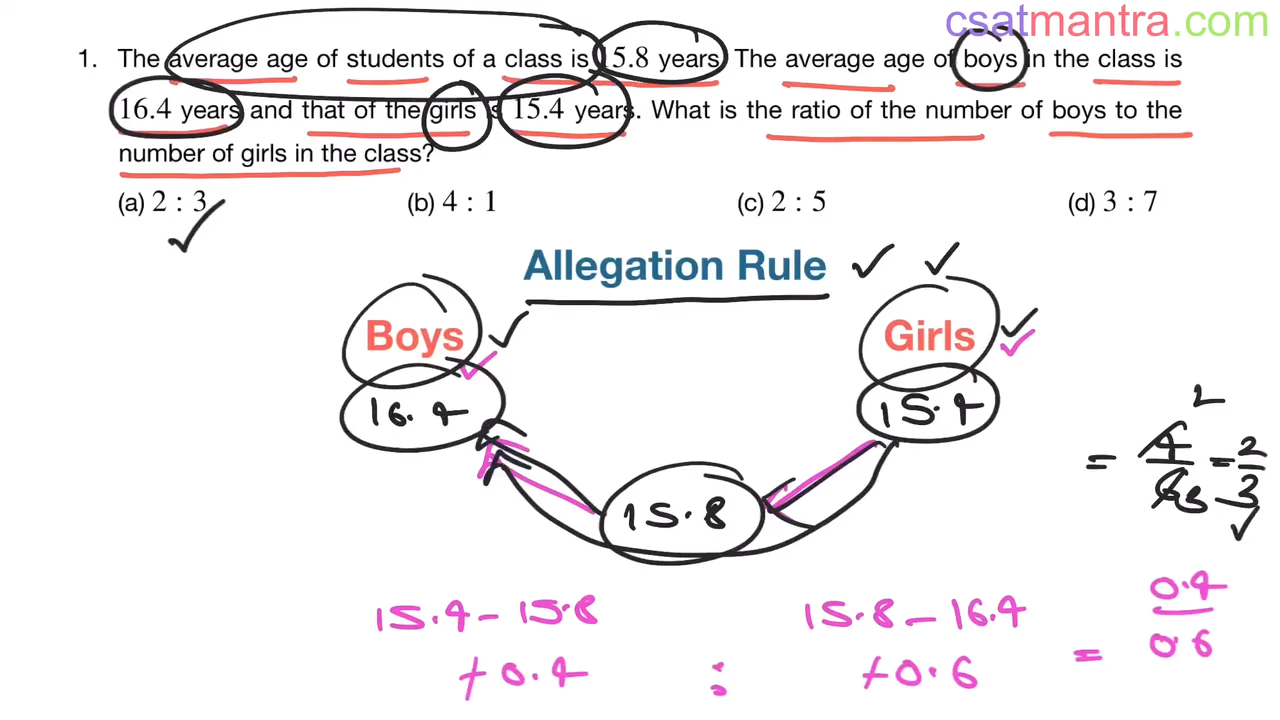 csatmantra.com
1. The average age of students of a class is 15.8 years. The average age of boys in the class is
16.4 years and that of the girls is 15.4 years. What is the ratio of the number of boys to the
number of girls in the class?
(a) 2 : 3 (b) 4 : 1 (c) 2 : 5 (d) 3 : 7
Allegation Rule
Boys Girls
16.4 15.4
15.8
2
= 4/6 3 = 2/3
15.4 - 15.8 15.8 - 16.4
+0.4 : +0.6 = 0.4/0.6